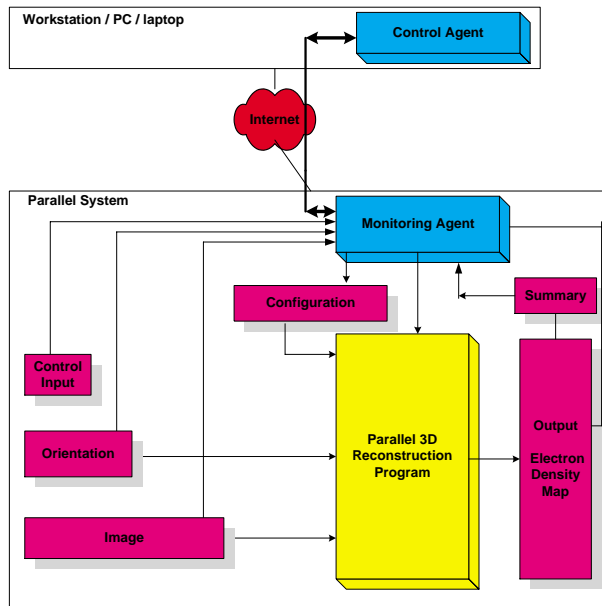 Workstation / PC / laptop
Control Agent
Internet
Parallel System
Monitoring Agent
Configuration
Summary
Control
Input
Orientation
Image
Parallel 3D
Reconstruction
Program
Output
Electron
Density
Map